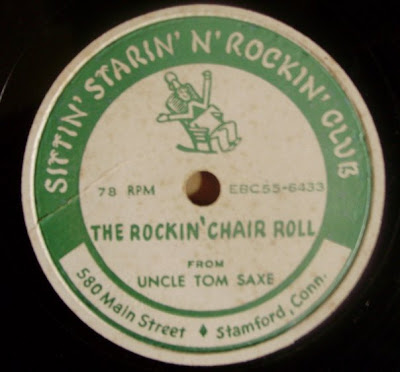 SITTIN' STARIN' N' ROCKIN' CLUB
78 RPM
EBC55-6433
THE ROCKIN' CHAIR ROLL
FROM
UNCLE TOM SAXE
580 Main Street ♦ Stamford, Conn.